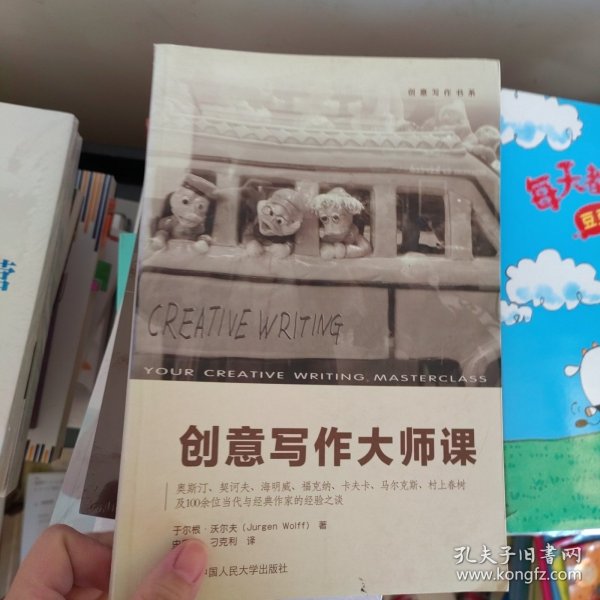 创意写作书系
CREATIVE WRITING
YOUR CREATIVE WRITING MASTERCLASS
创意写作大师课
奥斯汀、契诃夫、海明威、福克纳、卡夫卡、马尔克斯、村上春树
及100余位当代与经典作家的经验之谈
于尔根·沃尔夫（Jurgen Wolff） 著
刁克利 译
中国人民大学出版社
每天
豆
孔夫子旧书网
www.kongfz.com